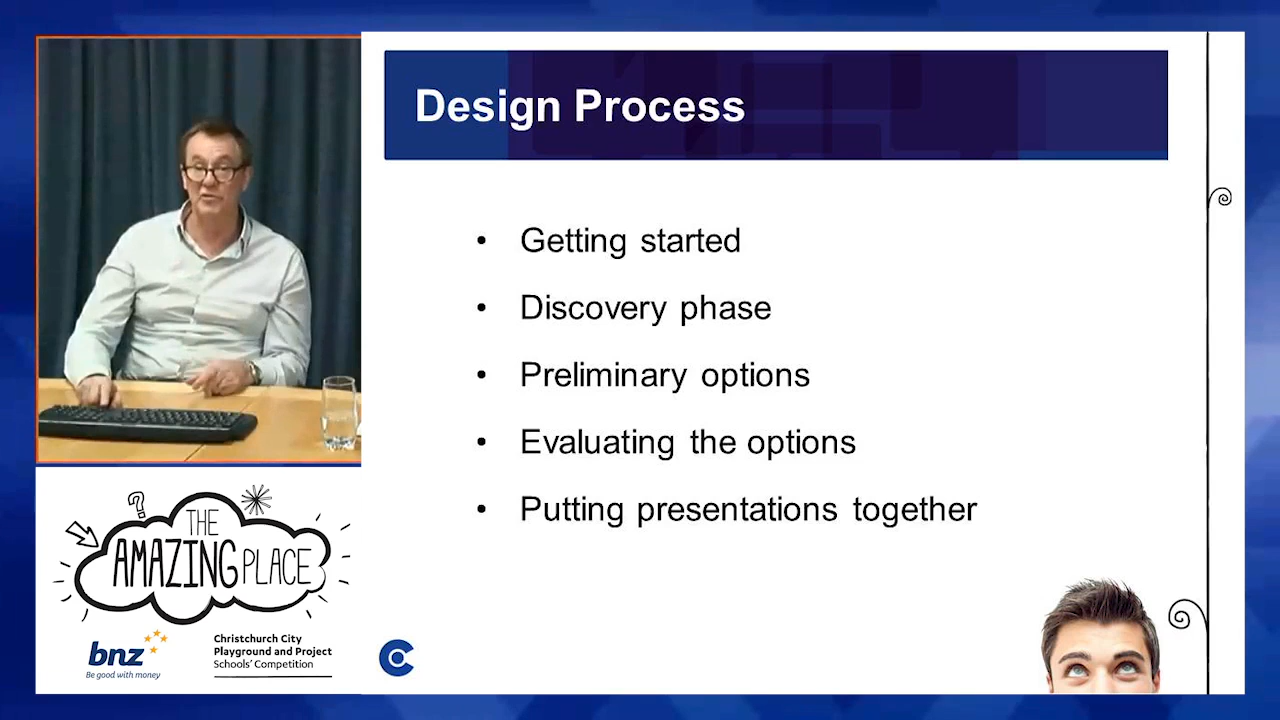 Design Process
• Getting started
• Discovery phase
• Preliminary options
• Evaluating the options
• Putting presentations together
?
THE
AMAZING PLACE
bnz
Be good with money
Christchurch City
Playground and Project
Schools' Competition